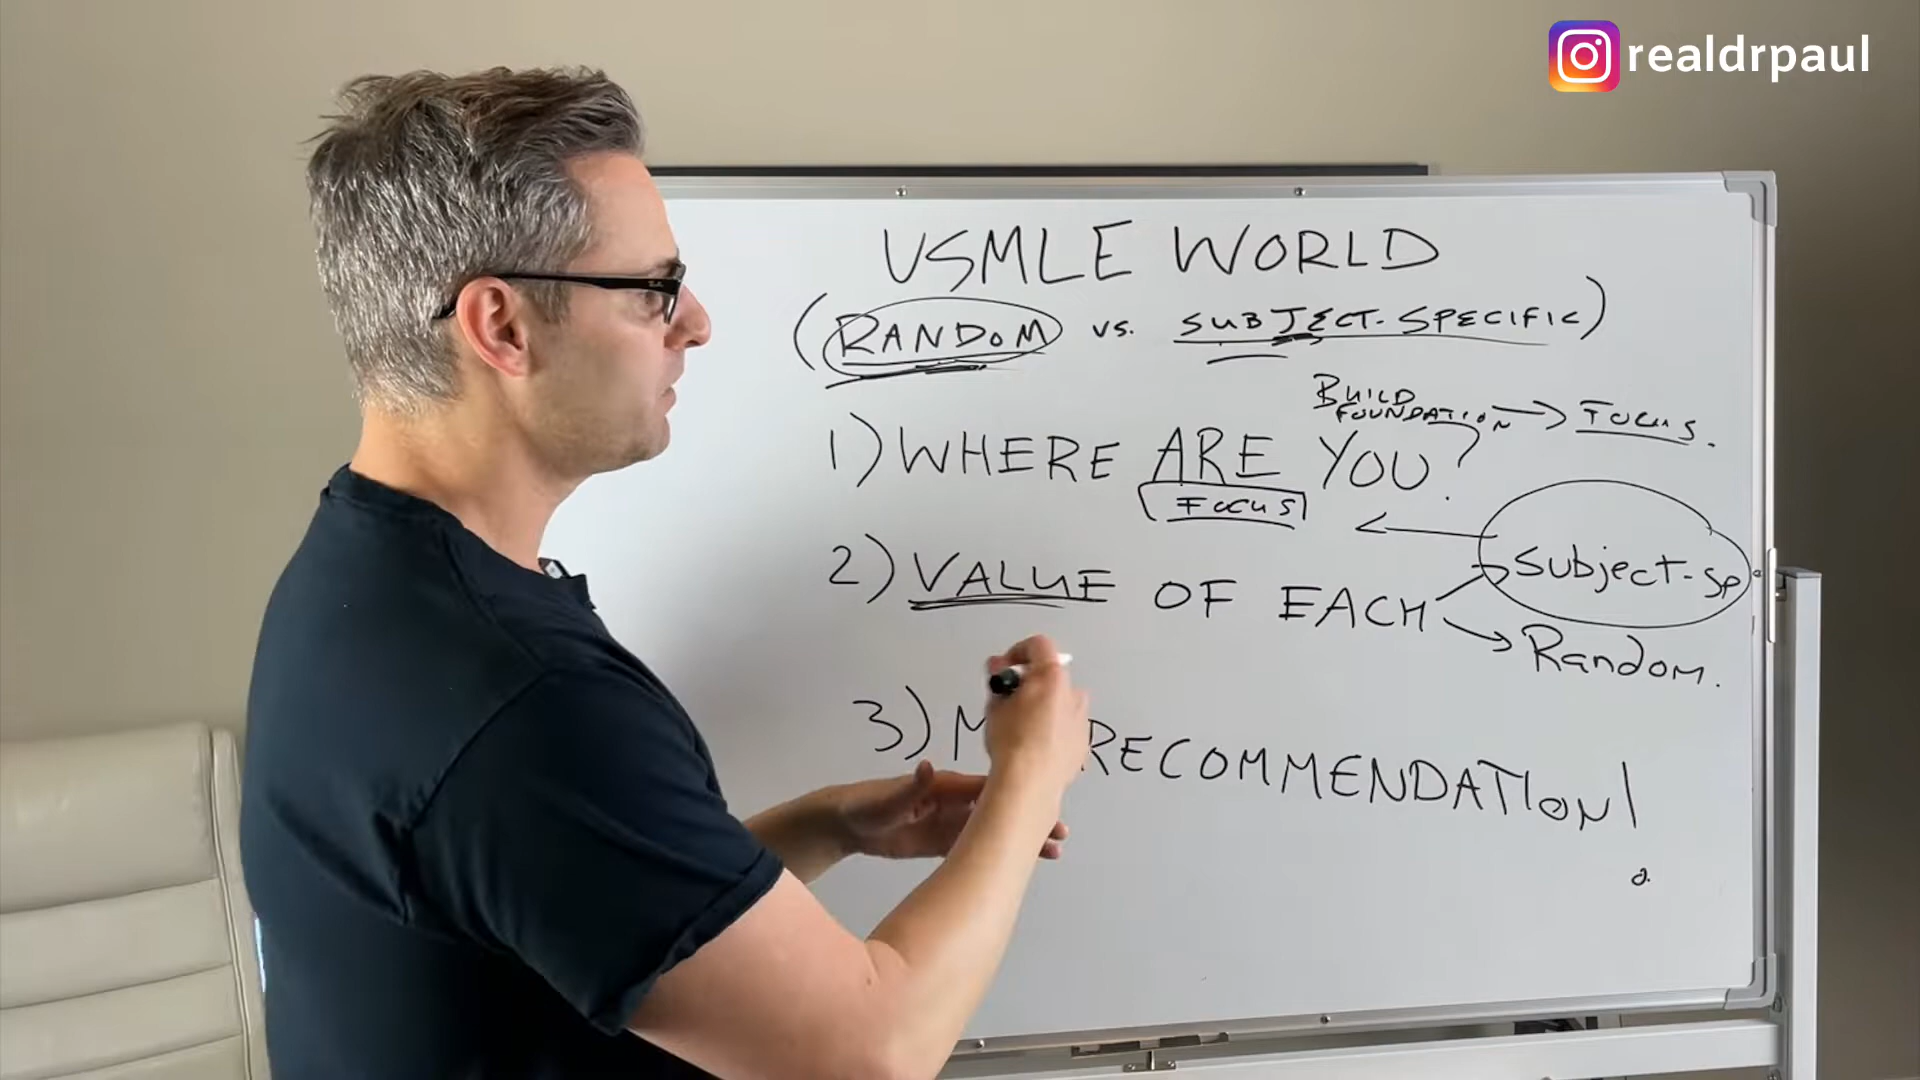 realdrpaul
USMLE WORLD
(RANDOM vs. SUBJECT-SPECIFIC)
BUILD
FOUNDATION → FOCUS.
1) WHERE ARE YOU?
FOCUS
2) VALUE OF EACH
Subject-Sp
Random.
3) M RECOMMENDATION!